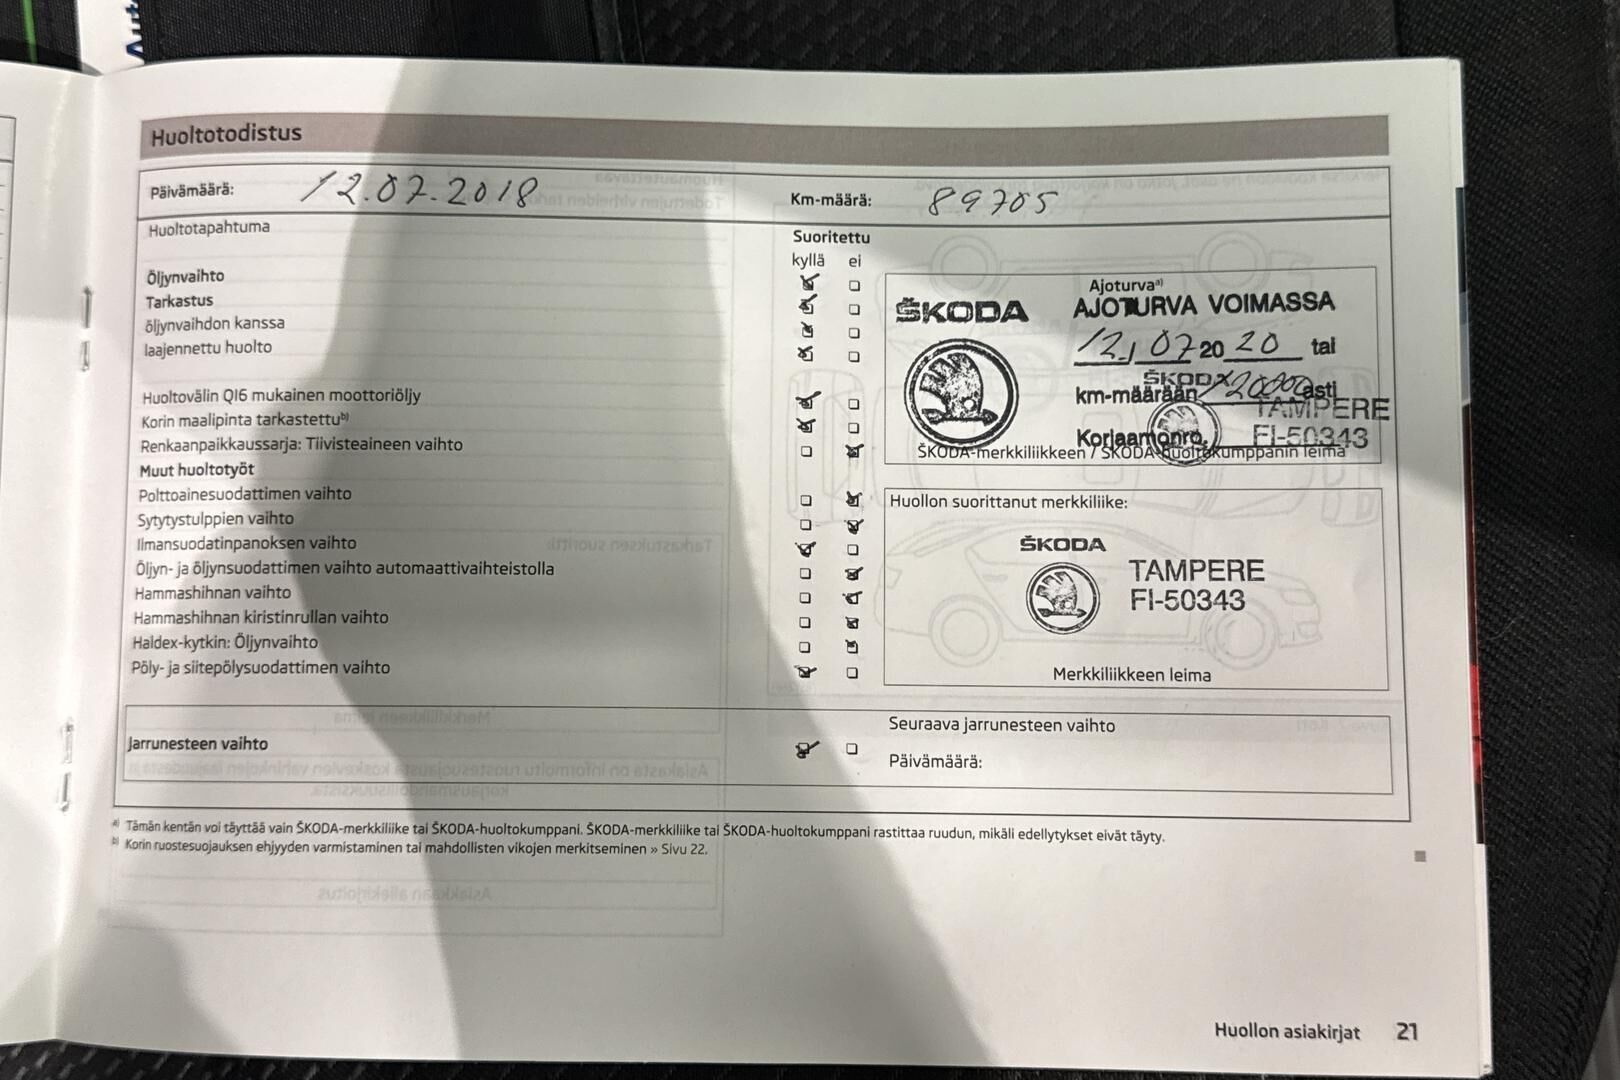 Huoltotodistus
Päivämäärä: 12.07.2018 Km-määrä: 89705
Huoltotapahtuma Suoritettu
kyllä ei
Öljynvaihto
Tarkastus
öljynvaihdon kanssa
laajennettu huolto
Huoltovälin QI6 mukainen moottoriöljy
Korin maalipinta tarkastettu b)
Renkaanpaikkaussarja: Tiivisteaineen vaihto
Muut huoltotyöt
Polttoainesuodattimen vaihto
Sytytystulppien vaihto
Ilmansuodatinpanoksen vaihto
Öljyn- ja öljynsuodattimen vaihto automaattivaihteistolla
Hammashihnan vaihto
Hammashihnan kiristinrullan vaihto
Haldex-kytkin: Öljynvaihto
Pöly- ja siitepölysuodattimen vaihto
Ajoturva a)
ŠKODA AJOTURVA VOIMASSA
12, 07 20 20 tai
ŠKODA
km-määrään 120000 asti
TAMPERE
Korjaamonro. FI-50343
ŠKODA-merkkiliikkeen / ŠKODA-huoltokumppanin leima
Huollon suorittanut merkkiliike:
ŠKODA
TAMPERE
FI-50343
Merkkiliikkeen leima
Jarrunesteen vaihto
Seuraava jarrunesteen vaihto
Päivämäärä:
a) Tämän kentän voi täyttää vain ŠKODA-merkkiliike tai ŠKODA-huoltokumppani. ŠKODA-merkkiliike tai ŠKODA-huoltokumppani rastittaa ruudun, mikäli edellytykset eivät täyty.
b) Korin ruostesuojauksen ehjyyden varmistaminen tai mahdollisten vikojen merkitseminen » Sivu 22.
Huollon asiakirjat 21